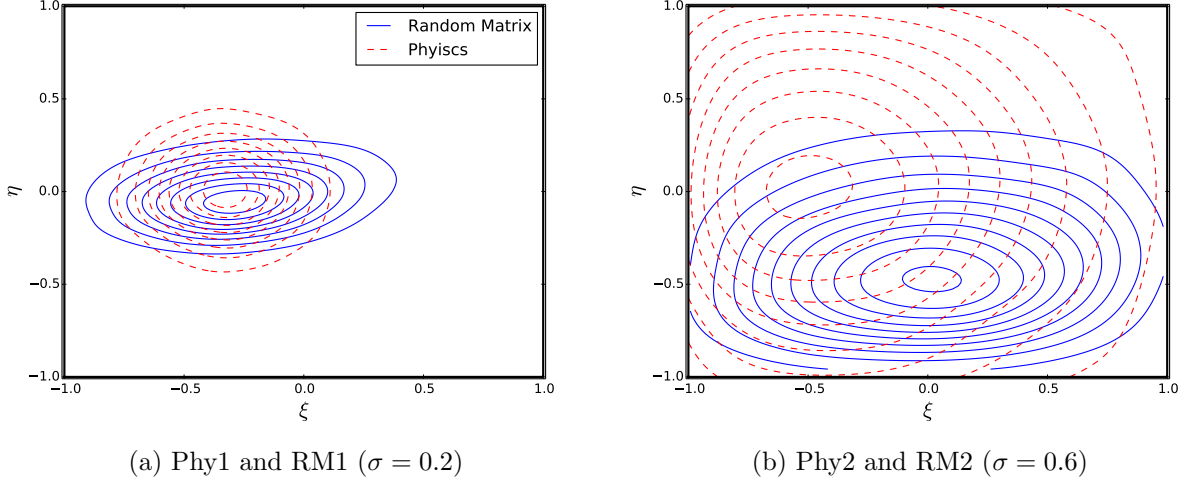 1.0
0.5
0.0
−0.5
−1.0
η
−1.0 −0.5 0.0 0.5 1.0
ξ
Random Matrix
Phyiscs
(a) Phy1 and RM1 (σ = 0.2)
1.0
0.5
0.0
−0.5
−1.0
η
−1.0 −0.5 0.0 0.5 1.0
ξ
(b) Phy2 and RM2 (σ = 0.6)